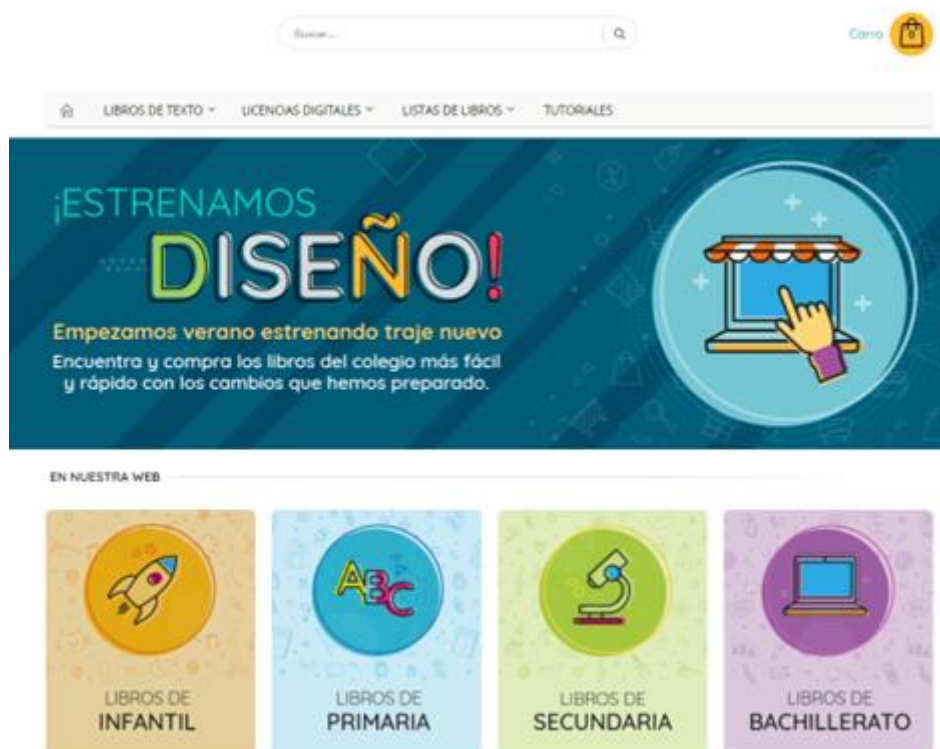 Buscar...
Carro
0
LIBROS DE TEXTO
LICENCIAS DIGITALES
LISTAS DE LIBROS
TUTORIALES
¡ESTRENAMOS
DISEÑO!
Empezamos verano estrenando traje nuevo
Encuentra y compra los libros del colegio más fácil
y rápido con los cambios que hemos preparado.
EN NUESTRA WEB
ABC
LIBROS DE
INFANTIL
LIBROS DE
PRIMARIA
LIBROS DE
SECUNDARIA
LIBROS DE
BACHILLERATO